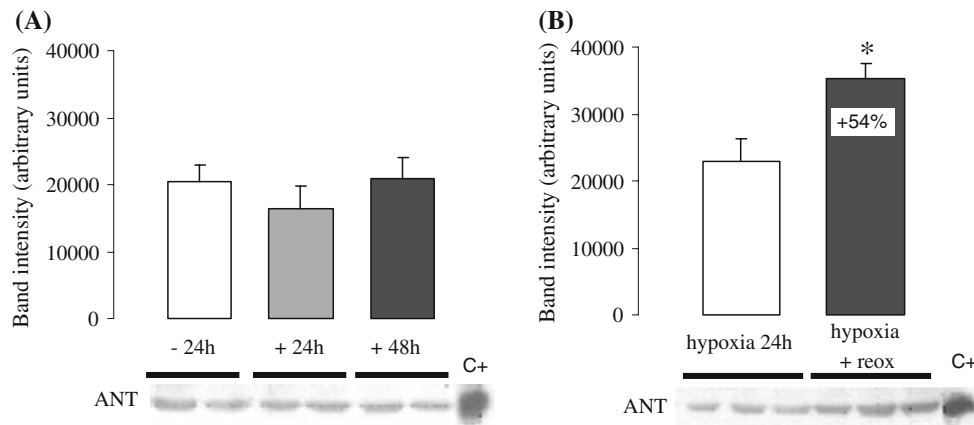 (A)
Band intensity (arbitrary units)
40000
30000
20000
10000
0
- 24h + 24h + 48h
C+
ANT
(B)
Band intensity (arbitrary units)
40000
30000
20000
10000
0
*
+54%
hypoxia 24h
hypoxia
+ reox
C+
ANT